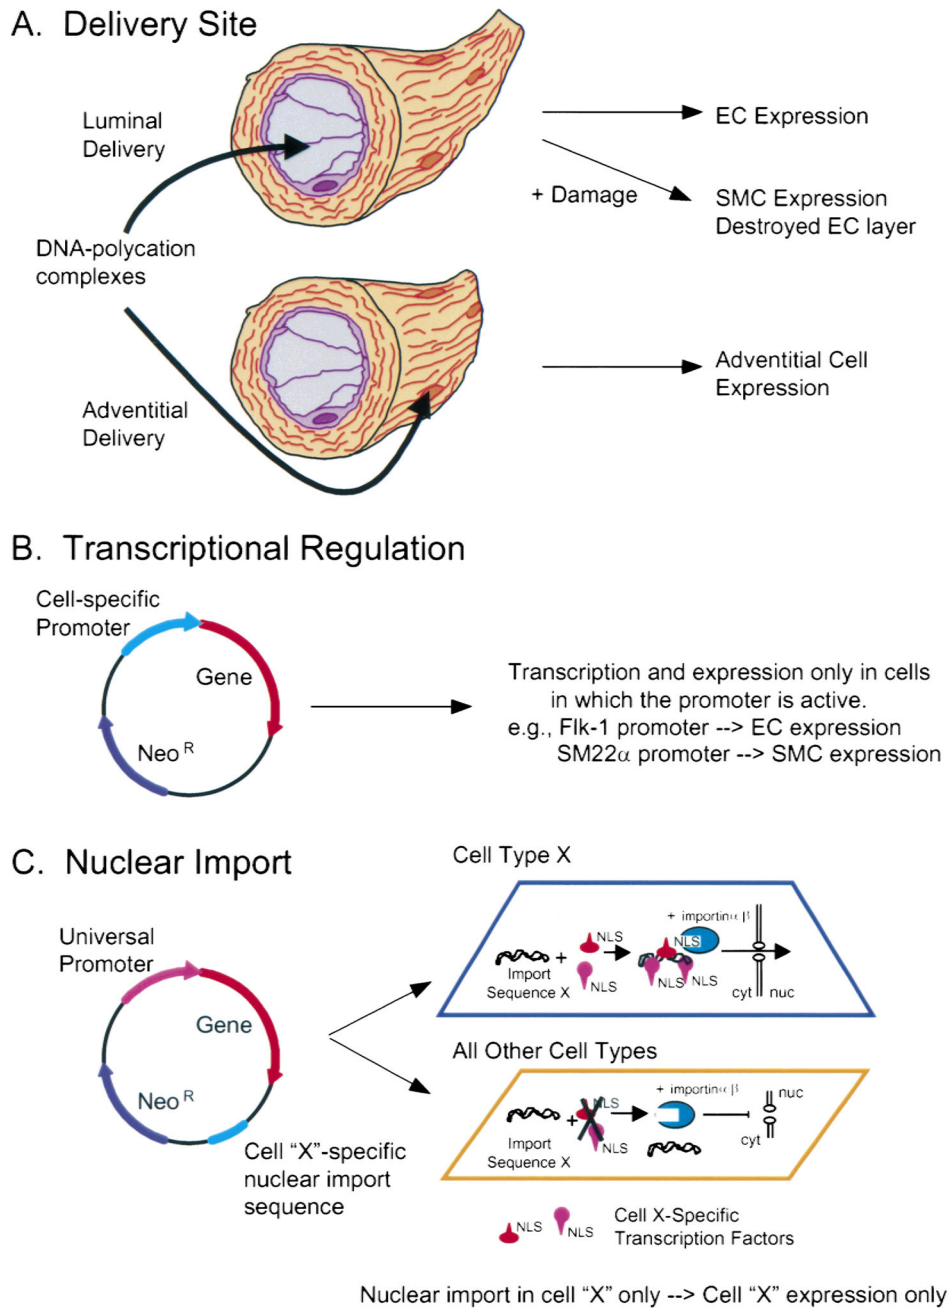 A. Delivery Site
Luminal
Delivery
EC Expression
+ Damage
SMC Expression
Destroyed EC layer
DNA-polycation
complexes
Adventitial Cell
Expression
Adventitial
Delivery
B. Transcriptional Regulation
Cell-specific
Promoter
Gene
Neo R
Transcription and expression only in cells
in which the promoter is active.
e.g., Flk-1 promoter --> EC expression
SM22α promoter --> SMC expression
C. Nuclear Import
Cell Type X
Universal
Promoter
Gene
Neo R
Cell “X”-specific
nuclear import
sequence
+ importinα β
NLS
+
NLS
Import
Sequence X
NLS
NLS
NLS
cyt
nuc
All Other Cell Types
+ importinα β
NLS
+
NLS
Import
Sequence X
nuc
cyt
NLS
NLS
Cell X-Specific
Transcription Factors
Nuclear import in cell “X” only --> Cell “X” expression only